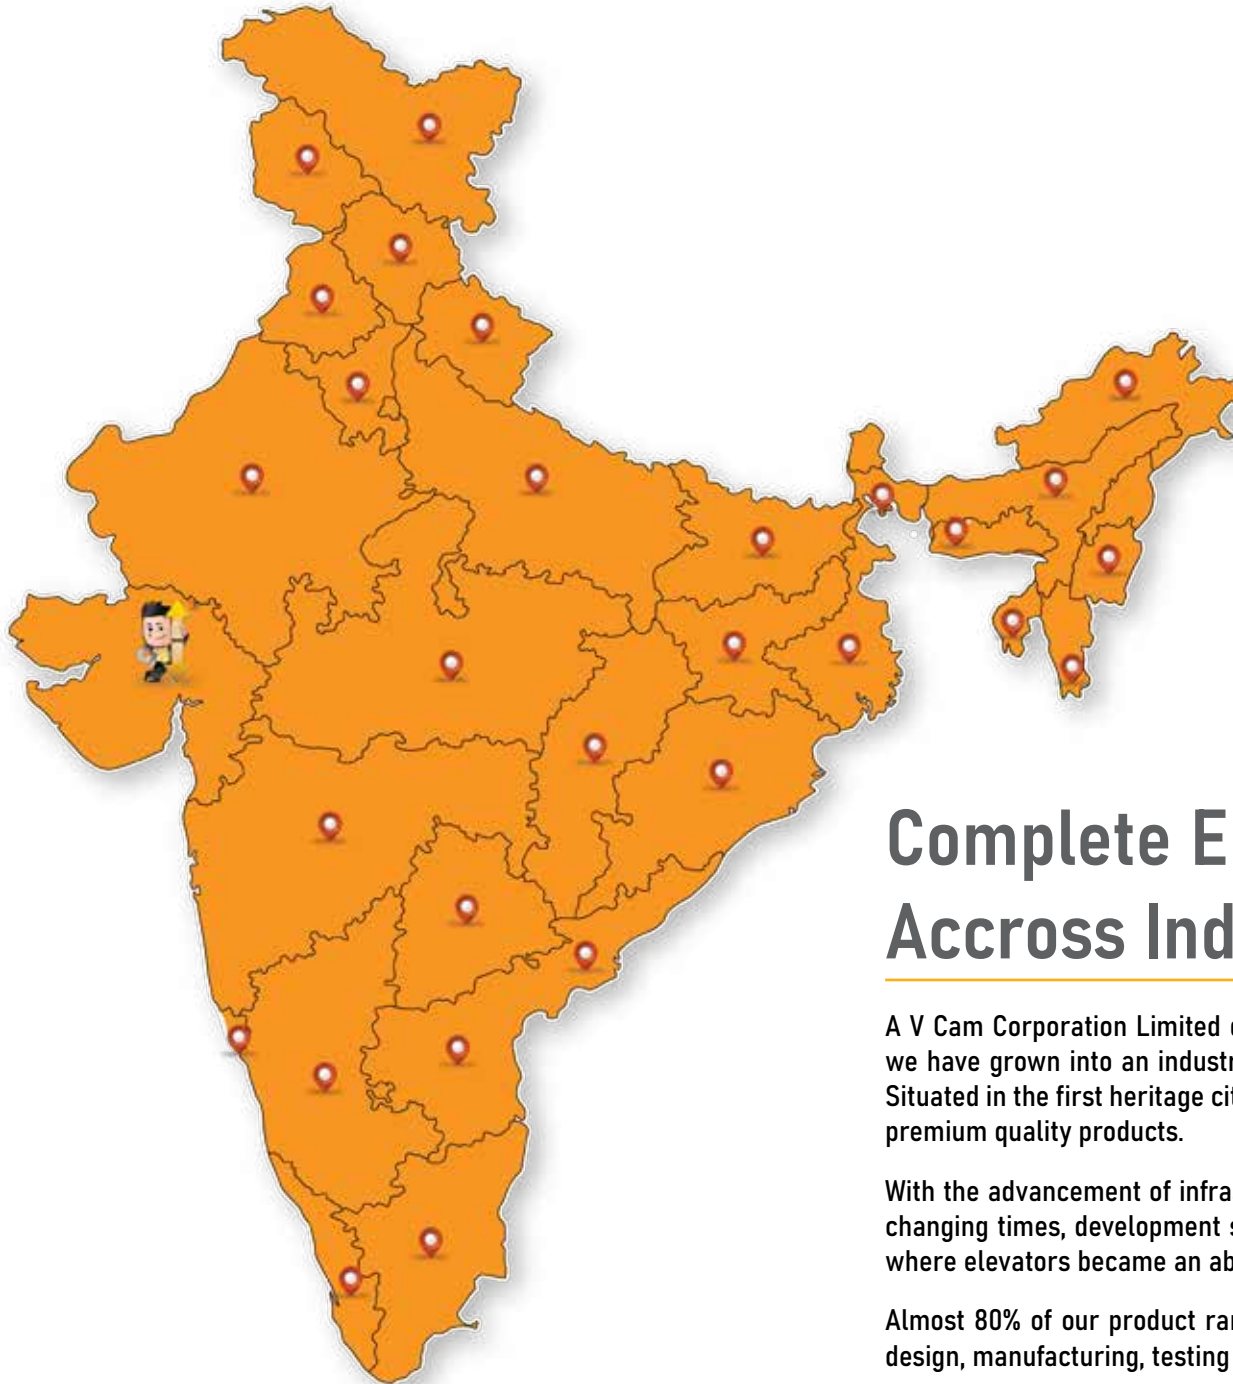 Complete E
Accross Ind
A V Cam Corporation Limited
we have grown into an industr
Situated in the first heritage cit
premium quality products.
With the advancement of infra
changing times, development s
where elevators became an ab
Almost 80% of our product ran
design, manufacturing, testing